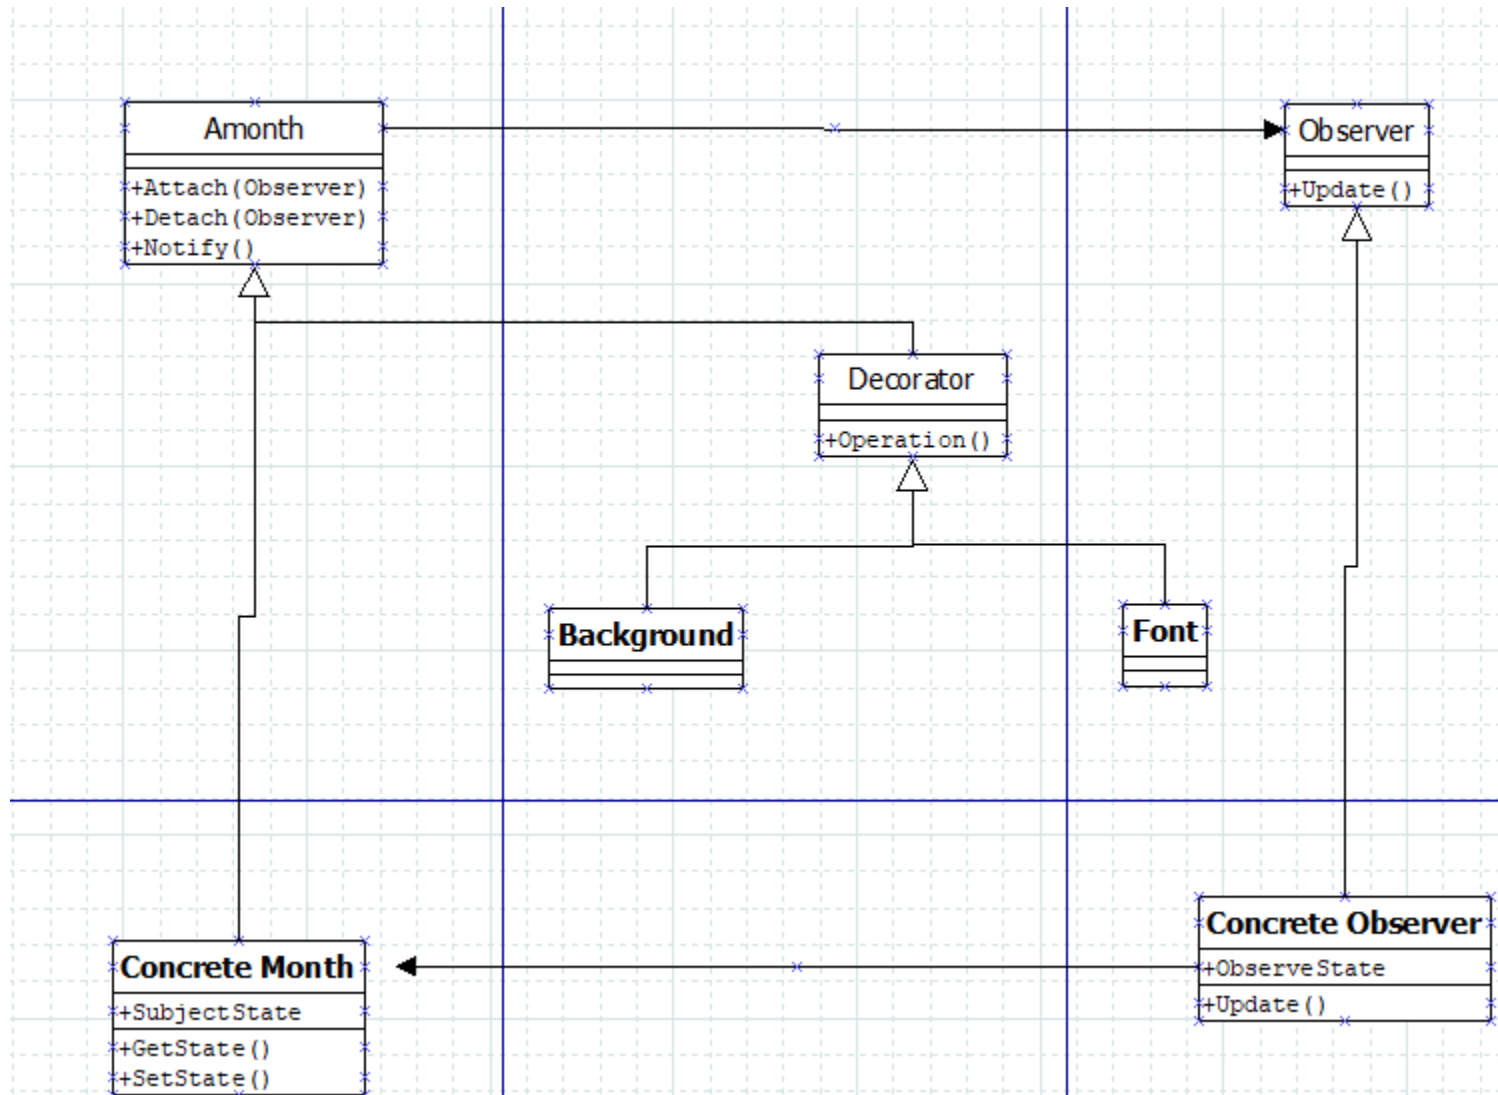 Amonth
+Attach(Observer)
+Detach(Observer)
+Notify()
Observer
+Update()
Decorator
+Operation()
Background
Font
Concrete Month
+SubjectState
+GetState()
+SetState()
Concrete Observer
+ObserveState
+Update()